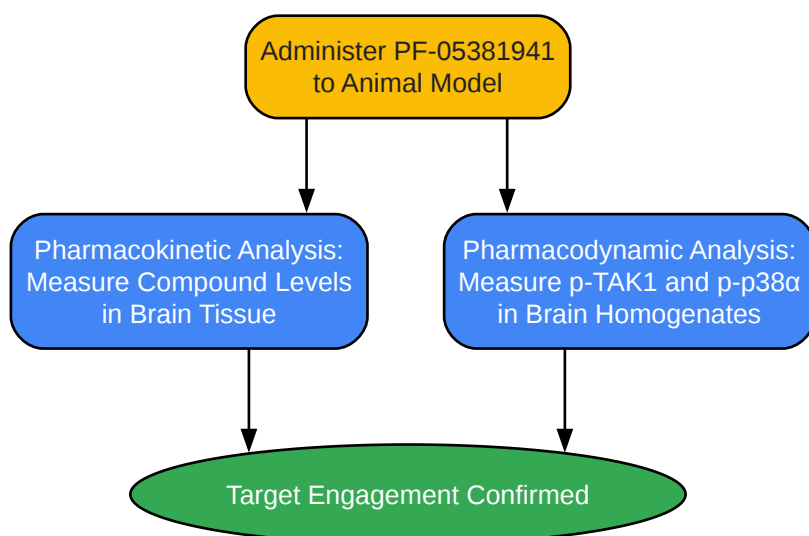 Administer PF-05381941
to Animal Model
Pharmacokinetic Analysis:
Measure Compound Levels
in Brain Tissue
Pharmacodynamic Analysis:
Measure p-TAK1 and p-p38α
in Brain Homogenates
Target Engagement Confirmed